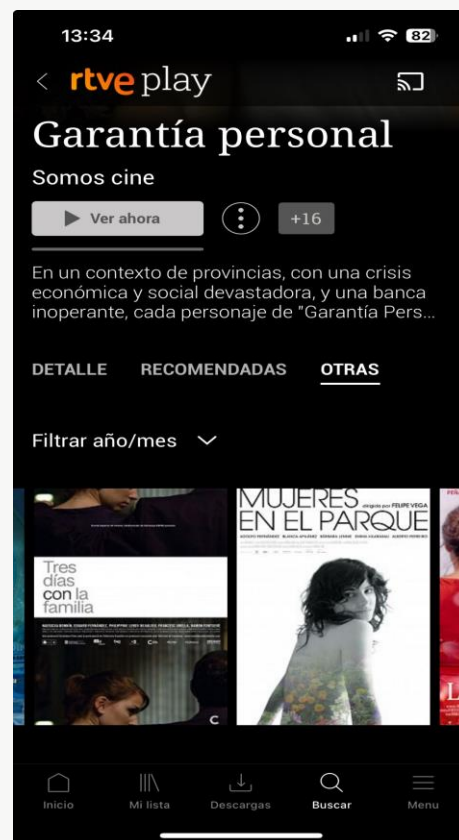 13:34
82
rtve play
Garantía personal
Somos cine
Ver ahora
+16
En un contexto de provincias, con una crisis
económica y social devastadora, y una banca
inoperante, cada personaje de "Garantía Pers...
DETALLE RECOMENDADAS OTRAS
Filtrar año/mes
Tres
días
con la
familia
C
MUJERES
dirigida por FELIPE VEGA
EN EL PARQUE
L
Inicio
Mi lista
Descargas
Buscar
Menu